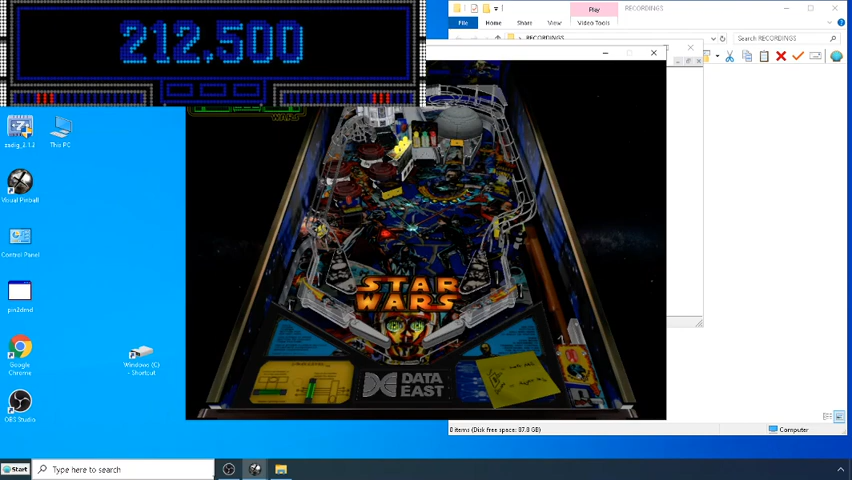 212,500
Play
RECORDINGS
File
Home
Share
View
Video Tools
RECORDINGS
Search RECORDINGS
zadig_2.1.2
This PC
WARS
Visual Pinball
Control Panel
pin2dmd
Google
Chrome
Windows (C)
- Shortcut
OBS Studio
STAR
WARS
DATA
EAST
8 items (Disk free space: 87.8 GB)
Computer
Start
Type here to search